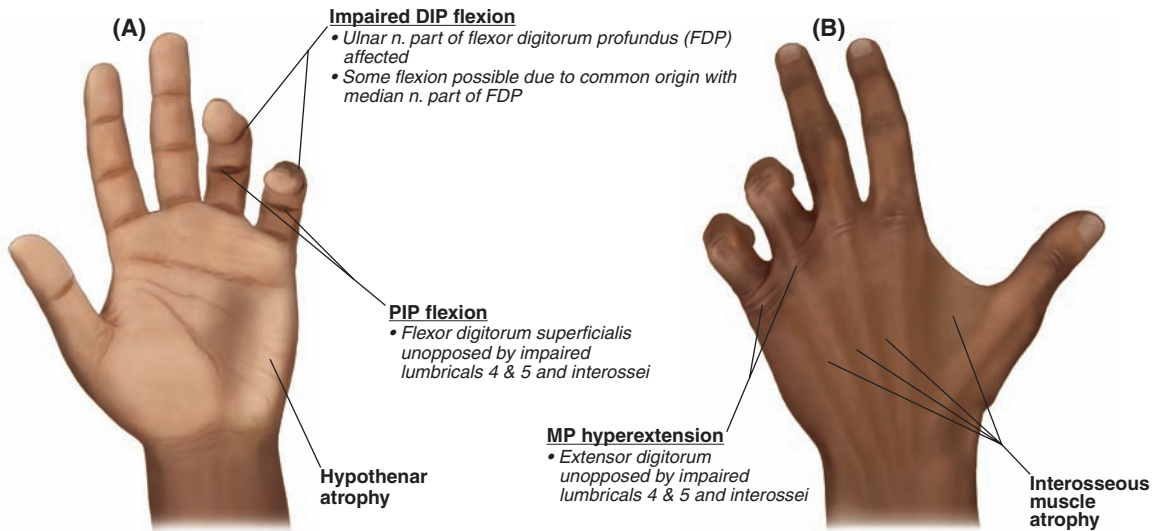 (A)
Impaired DIP flexion
• Ulnar n. part of flexor digitorum profundus (FDP)
affected
• Some flexion possible due to common origin with
median n. part of FDP
(B)
PIP flexion
• Flexor digitorum superficialis
unopposed by impaired
lumbricals 4 & 5 and interossei
MP hyperextension
• Extensor digitorum
unopposed by impaired
lumbricals 4 & 5 and interossei
Hypothenar
atrophy
Interosseous
muscle
atrophy